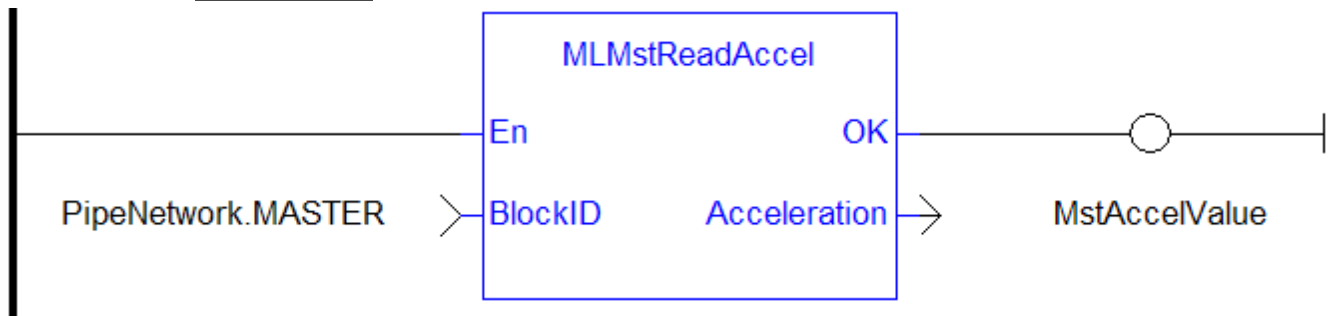 MLMstReadAccel
En OK
PipeNetwork.MASTER BlockID Acceleration MstAccelValue